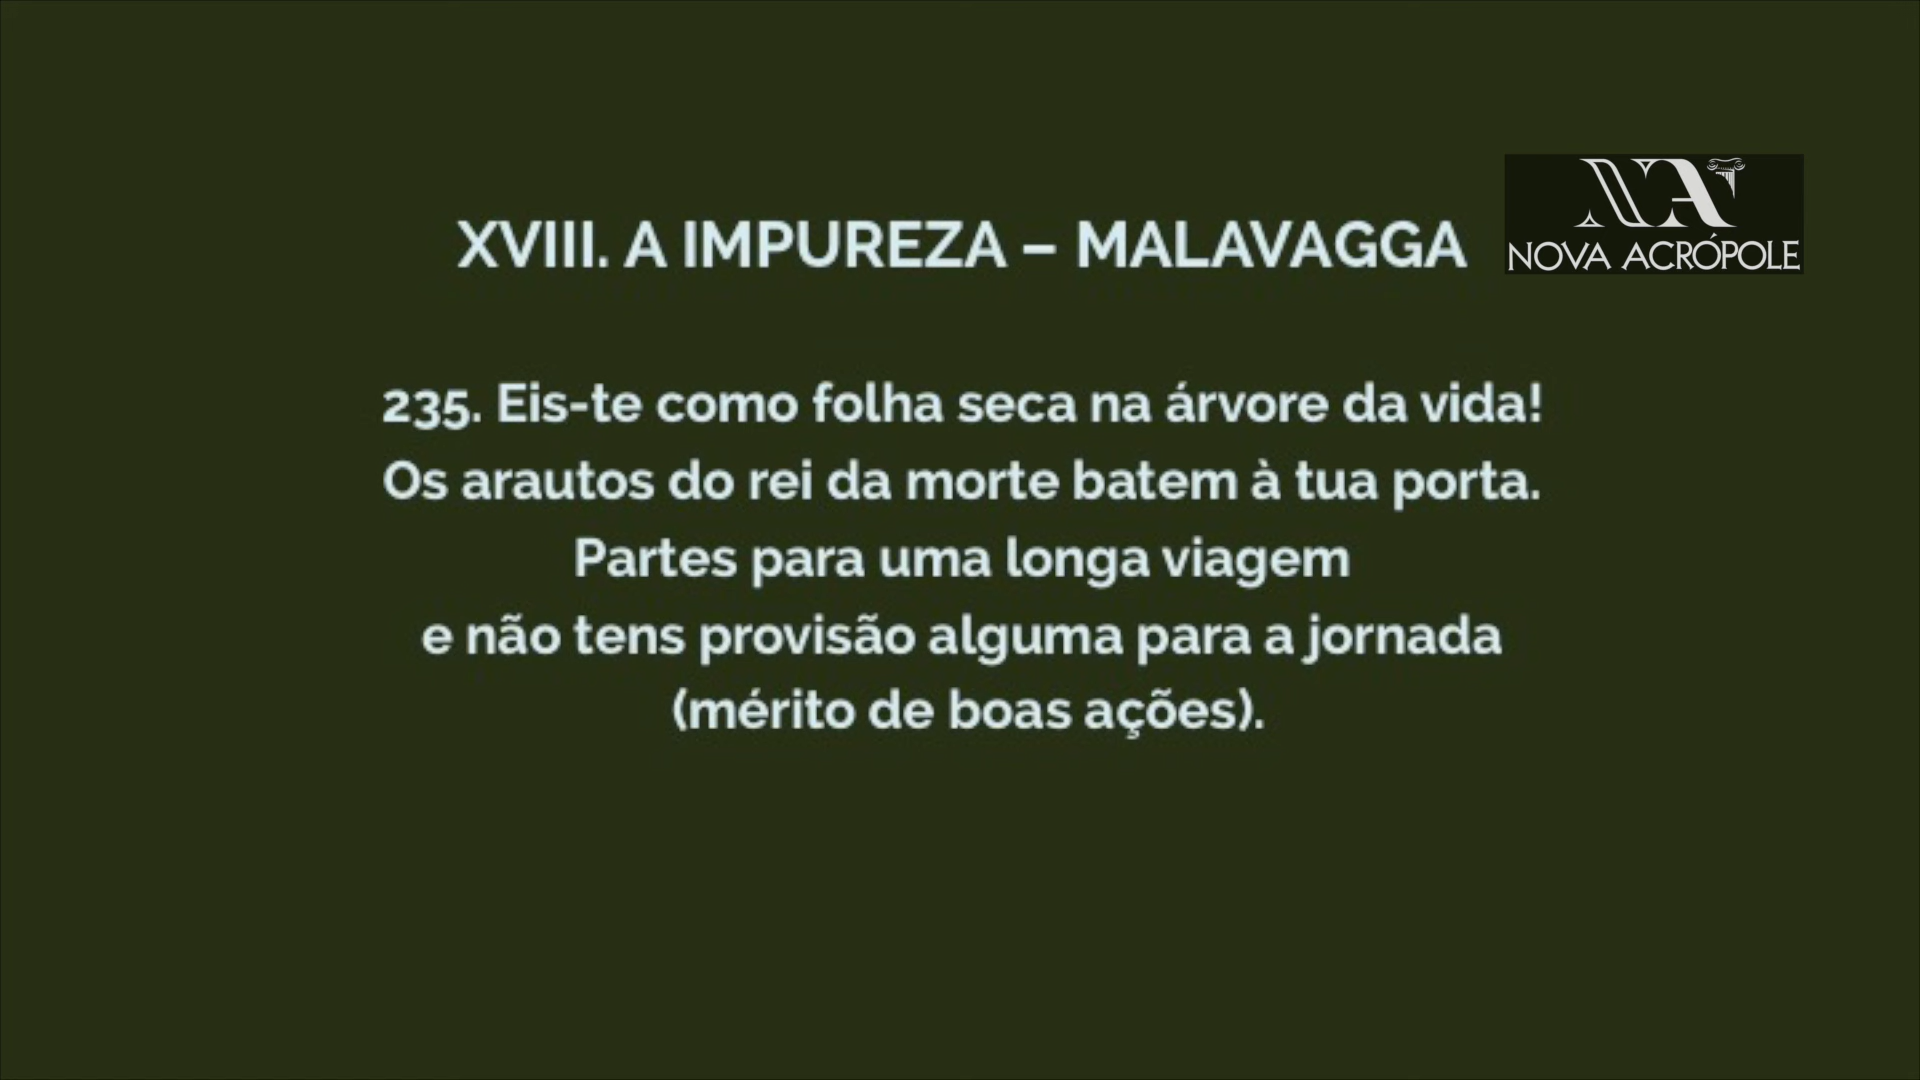 NOVA ACRÓPOLE
XVIII. A IMPUREZA – MALAVAGGA
235. Eis-te como folha seca na árvore da vida!
Os arautos do rei da morte batem à tua porta.
Partes para uma longa viagem
e não tens provisão alguma para a jornada
(mérito de boas ações).